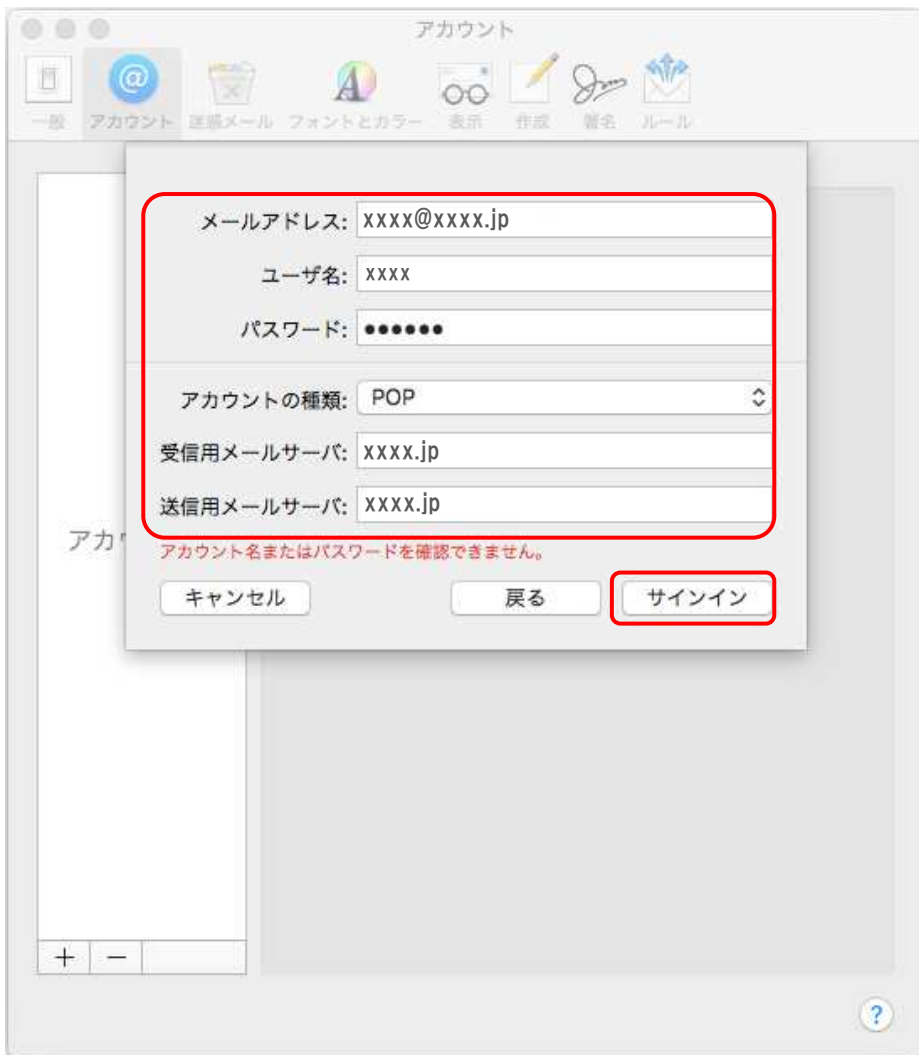 アカウント
一般 アカウント 迷惑メール フォントとカラー 表示 作成 署名 ルール
メールアドレス: xxxx@xxxx.jp
ユーザ名: xxxx
パスワード: ●●●●●●
アカウントの種類: POP
受信用メールサーバ: xxxx.jp
送信用メールサーバ: xxxx.jp
アカ
アカウント名またはパスワードを確認できません。
キャンセル 戻る サインイン
+ −
?